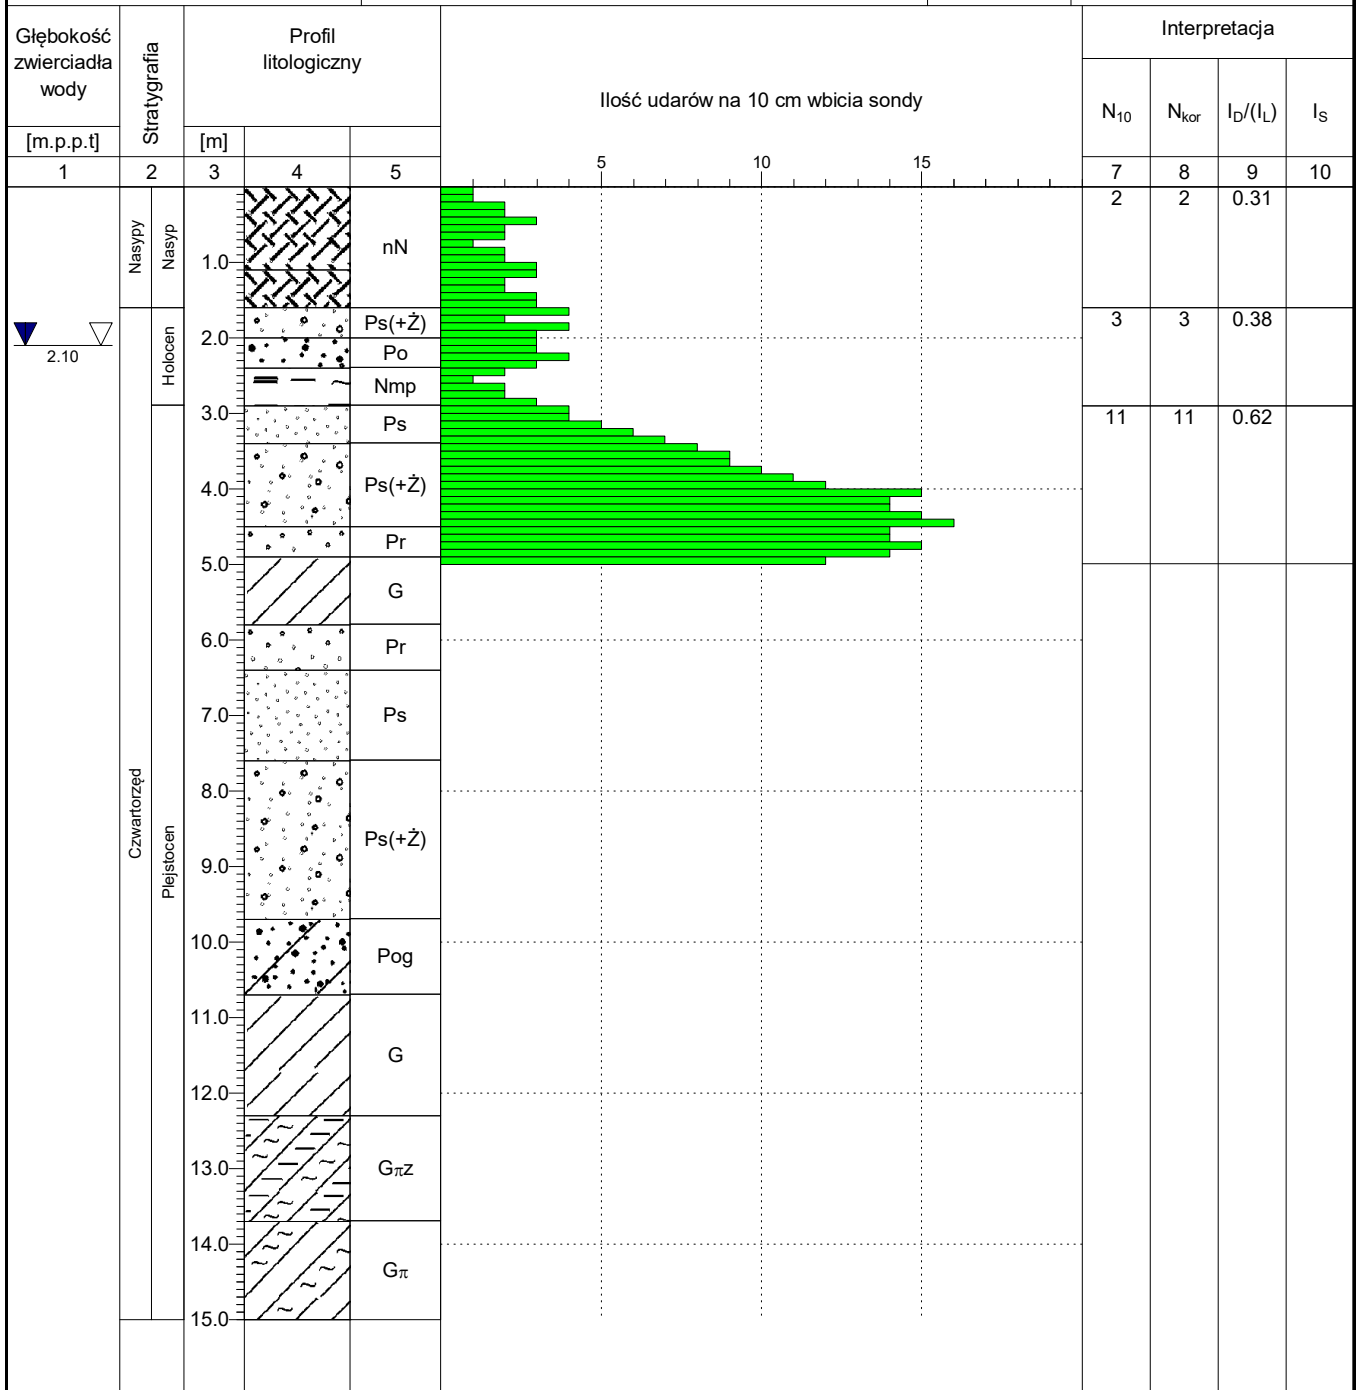 Głębokość
zwierciadła
wody
[m.p.p.t]
Stratygrafia
Profil
litologiczny
[m]
Ilość udarów na 10 cm wbicia sondy
Interpretacja
N10 Nkor ID/(IL) IS
5 10 15
1 2 3 4 5 7 8 9 10
Nasypy
Nasyp
Holocen
Czwartorzęd
Plejstocen
2.10
1.0
2.0
3.0
4.0
5.0
6.0
7.0
8.0
9.0
10.0
11.0
12.0
13.0
14.0
15.0
nN
Ps(+Ż)
Po
Nmp
Ps
Ps(+Ż)
Pr
G
Pr
Ps
Ps(+Ż)
Pog
G
Gπz
Gπ
2 2 0.31
3 3 0.38
11 11 0.62